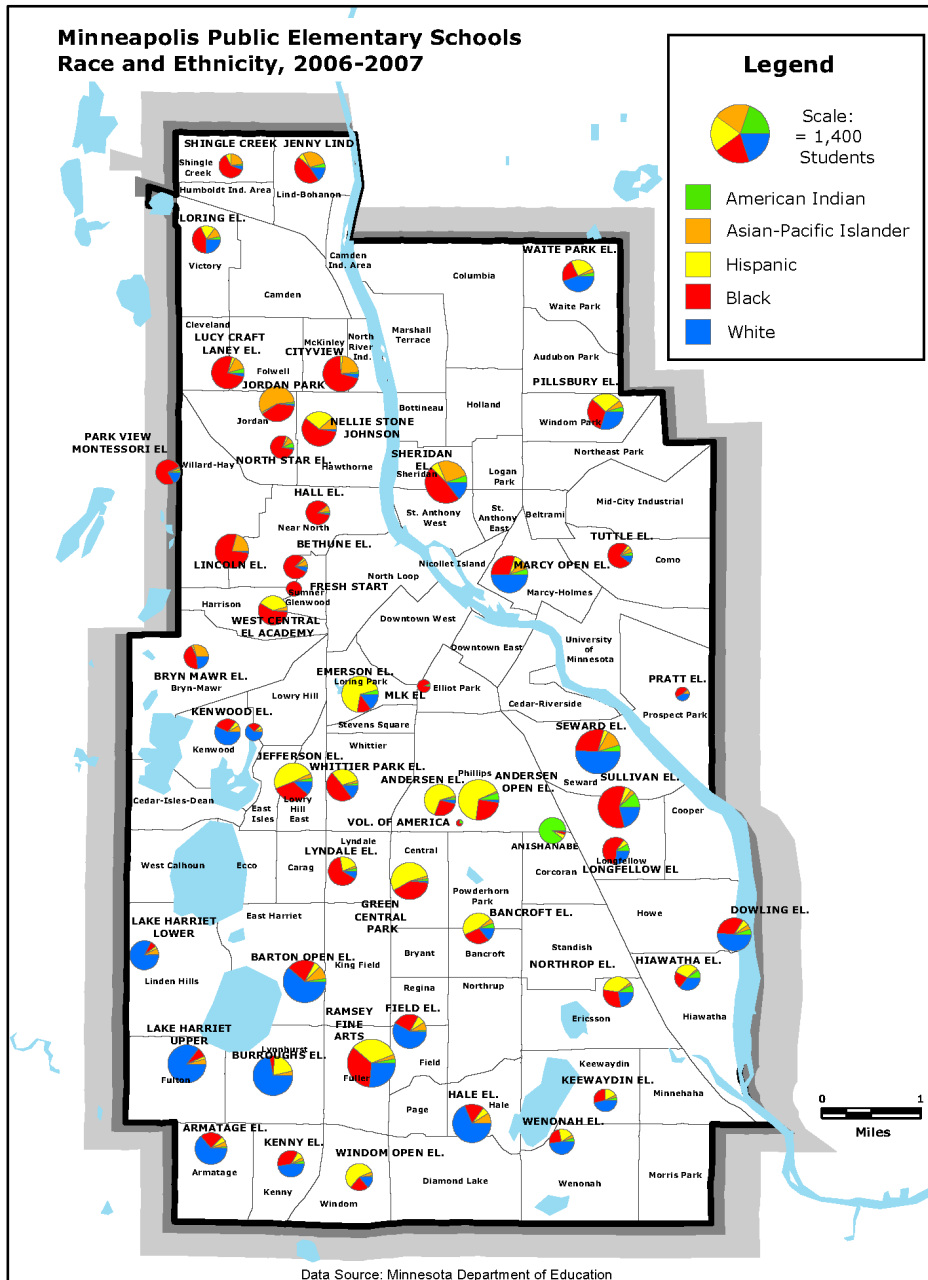 Minneapolis Public Elementary Schools
Race and Ethnicity, 2006-2007
Legend
Scale:
= 1,400
Students
American Indian
Asian-Pacific Islander
Hispanic
Black
White
SHINGLE CREEK
JENNY LIND
Shingle
Creek
Humboldt Ind. Area
Lind-Bohanon
LORING EL.
Victory
Camden
Ind. Area
Camden
Columbia
WAITE PARK EL.
Waite Park
Cleveland
LUCY CRAFT
LANEY EL.
McKinley
CITYVIEW
North
River
Ind.
Marshall
Terrace
Folwell
JORDAN PARK
Audubon Park
PILLSBURY EL.
Jordan
NELLIE STONE
JOHNSON
Bottineau
Holland
Windom Park
PARK VIEW
MONTESSORI EL
Willard-Hay
NORTH STAR EL.
Hawthorne
SHERIDAN
EL.
Sheridan
Logan
Park
Northeast Park
Mid-City Industrial
HALL EL.
Near North
St. Anthony
West
St.
Anthony
East
Beltrami
TUTTLE EL.
Como
BETHUNE EL.
LINCOLN EL.
North Loop
Nicollet Island
MARCY OPEN EL.
Marcy-Holmes
FRESH START
Sumner
Glenwood
Harrison
WEST CENTRAL
EL ACADEMY
Downtown West
Downtown East
University
of
Minnesota
BRYN MAWR EL.
Bryn-Mawr
Lowry Hill
EMERSON EL.
Loring Park
MLK EL
Elliot Park
Cedar-Riverside
PRATT EL.
Prospect Park
KENWOOD EL.
Kenwood
Stevens Square
Whittier
SEWARD EL.
Seward
JEFFERSON EL.
WHITTIER PARK EL.
ANDERSEN EL.
Phillips
ANDERSEN
OPEN EL.
SULLIVAN EL.
Cedar-Isles-Dean
East
Isles
Lowry
Hill
East
VOL. OF AMERICA
Cooper
ANISHANABE
Corcoran
West Calhoun
Ecco
Carag
Lyndale
LYNDALE EL.
Central
Longfellow
LONGFELLOW EL
GREEN
CENTRAL
PARK
Powderhorn
Park
LAKE HARRIET
LOWER
East Harriet
BANCROFT EL.
Bancroft
Howe
DOWLING EL.
Linden Hills
BARTON OPEN EL.
King Field
Bryant
Standish
NORTHROP EL.
HIAWATHA EL.
Regina
Northrup
Ericsson
Hiawatha
RAMSEY
FINE
ARTS
FIELD EL.
Field
LAKE HARRIET
UPPER
Fulton
Lynnhurst
BURROUGHS EL.
Fuller
Keewaydin
KEEWAYDIN EL.
Minnehaha
Page
HALE EL.
Hale
WENONAH EL.
0
1
Miles
ARMATAGE EL.
Armatage
KENNY EL.
Kenny
WINDOM OPEN EL.
Windom
Diamond Lake
Wenonah
Morris Park
Data Source: Minnesota Department of Education